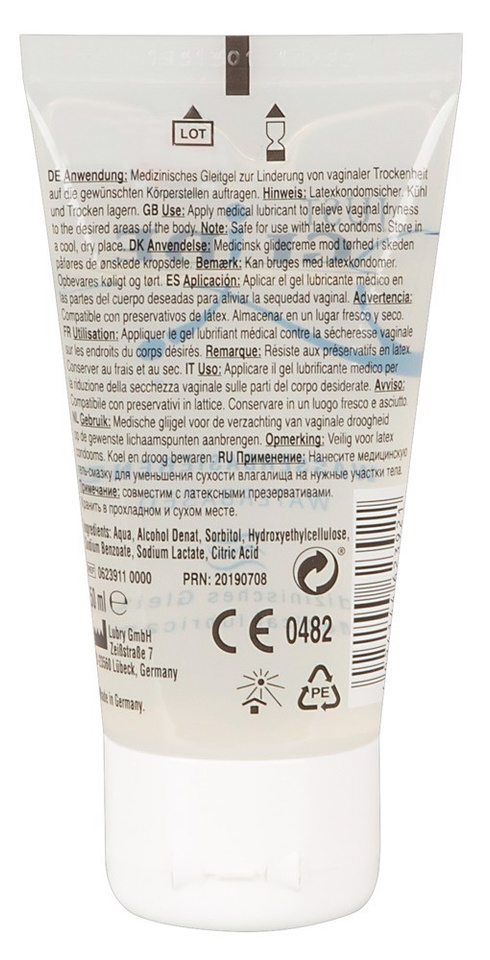 LOT
DE Anwendung: Medizinisches Gleitgel zur Linderung von vaginaler Trockenheit
auf die gewünschten Körperstellen auftragen. Hinweis: Latexkondomsicher. Kühl
und Trocken lagern. GB Use: Apply medical lubricant to relieve vaginal dryness
to the desired areas of the body. Note: Safe for use with latex condoms. Store in
a cool, dry place. DK Anvendelse: Medicinsk glidecreme mod tørhed i skeden
påføres de ønskede kropsdele. Bemærk: Kan bruges med latexkondomer.
Opbevares køligt og tørt. ES Aplicación: Aplicar el gel lubricante médico en
las partes del cuerpo deseadas para aliviar la sequedad vaginal. Advertencia:
Compatible con preservativos de látex. Almacenar en un lugar fresco y seco.
FR Utilisation: Appliquer le gel lubrifiant médical contre la sécheresse vaginale
sur les endroits du corps désirés. Remarque: Résiste aux préservatifs en latex.
Conserver au frais et au sec. IT Uso: Applicare il gel lubrificante medico per
la riduzione della secchezza vaginale sulle parti del corpo desiderate. Avviso:
Compatibile con preservativi in lattice. Conservare in un luogo fresco e asciutto.
NL Gebruik: Medische glijgel voor de verzachting van vaginale droogheid
op de gewenste lichaamspunten aanbrengen. Opmerking: Veilig voor latex
condooms. Koel en droog bewaren. RU Применение: Нанесите медицинскую
гель-смазку для уменьшения сухости влагалища на нужные участки тела.
Примечание: совместим с латексными презервативами.
Хранить в прохладном и сухом месте.
Ingredients: Aqua, Alcohol Denat, Sorbitol, Hydroxyethylcellulose,
Sodium Benzoate, Sodium Lactate, Citric Acid
0623911 0000 PRN: 20190708
50 ml e
CE 0482
Lubry GmbH
Zeißstraße 7
23560 Lübeck, Germany
PE
Made in Germany.